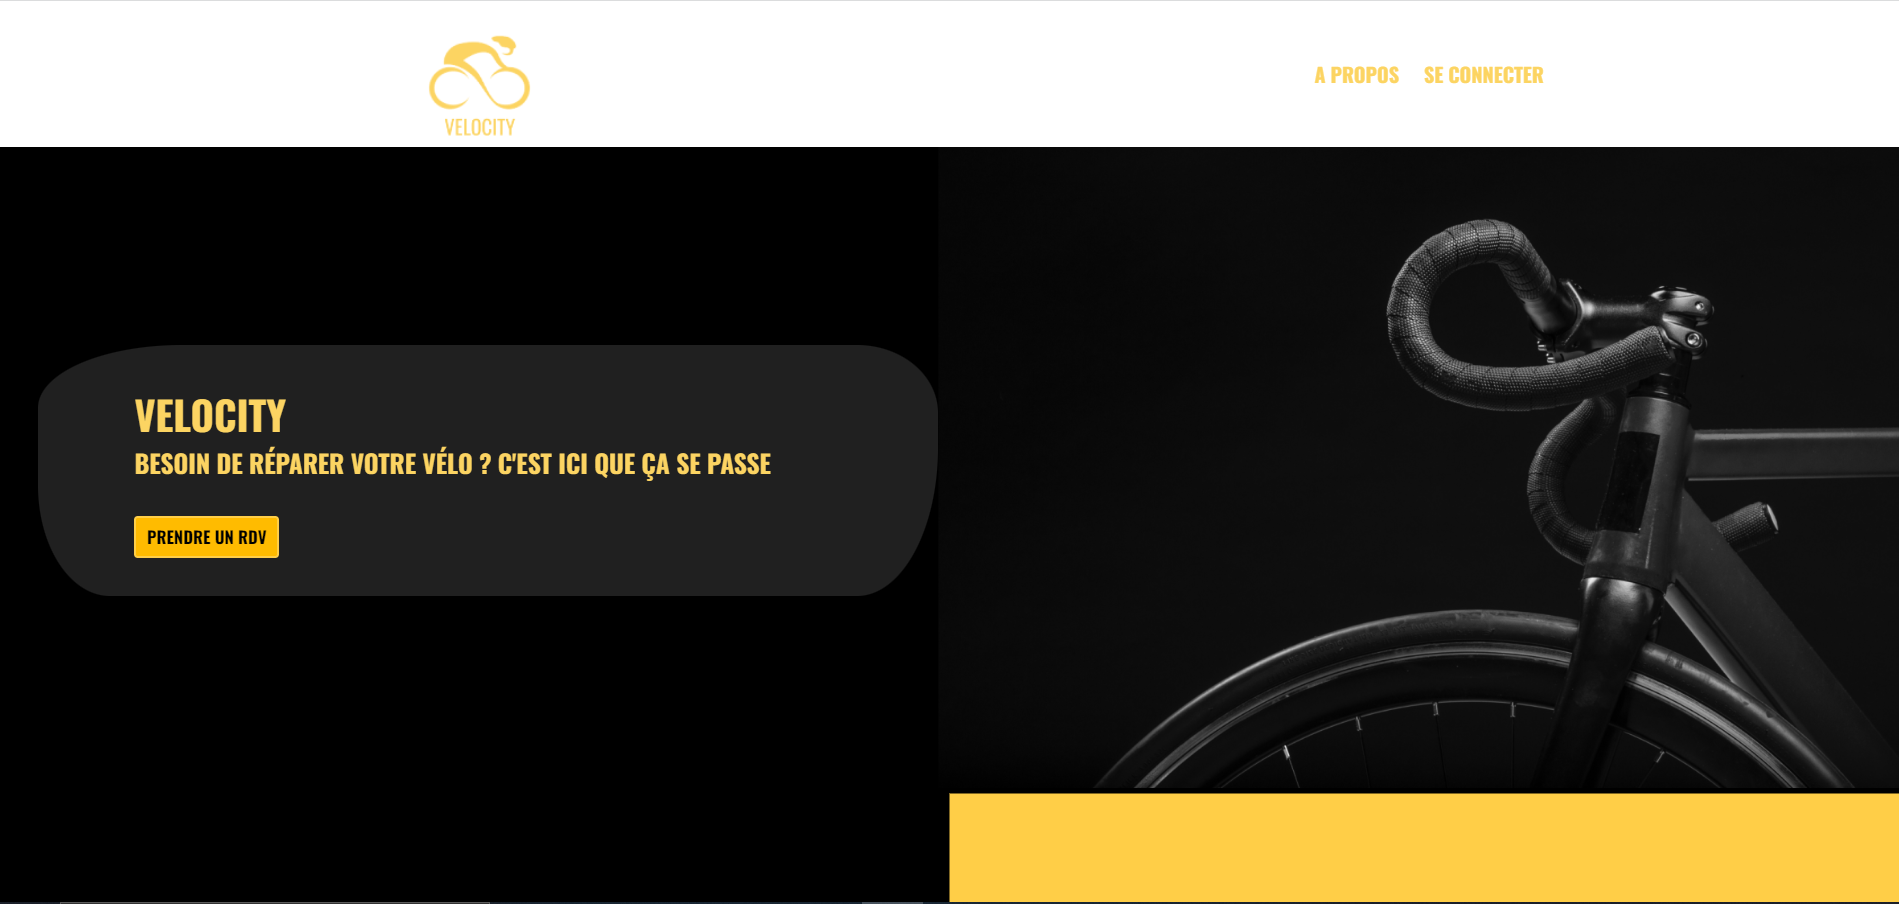 VELOCITY
A PROPOS SE CONNECTER
VELOCITY
BESOIN DE RÉPARER VOTRE VÉLO ? C'EST ICI QUE ÇA SE PASSE
PRENDRE UN RDV